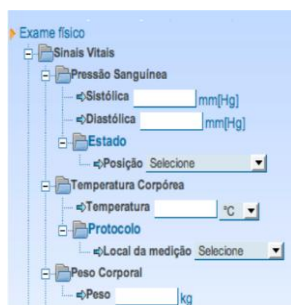 Exame físico
Sinais Vitais
Pressão Sanguínea
Sistólica mm[Hg]
Diastólica mm[Hg]
Estado
Posição Selecione
Temperatura Corpórea
Temperatura °C
Protocolo
Local da medição Selecione
Peso Corporal
Peso kg